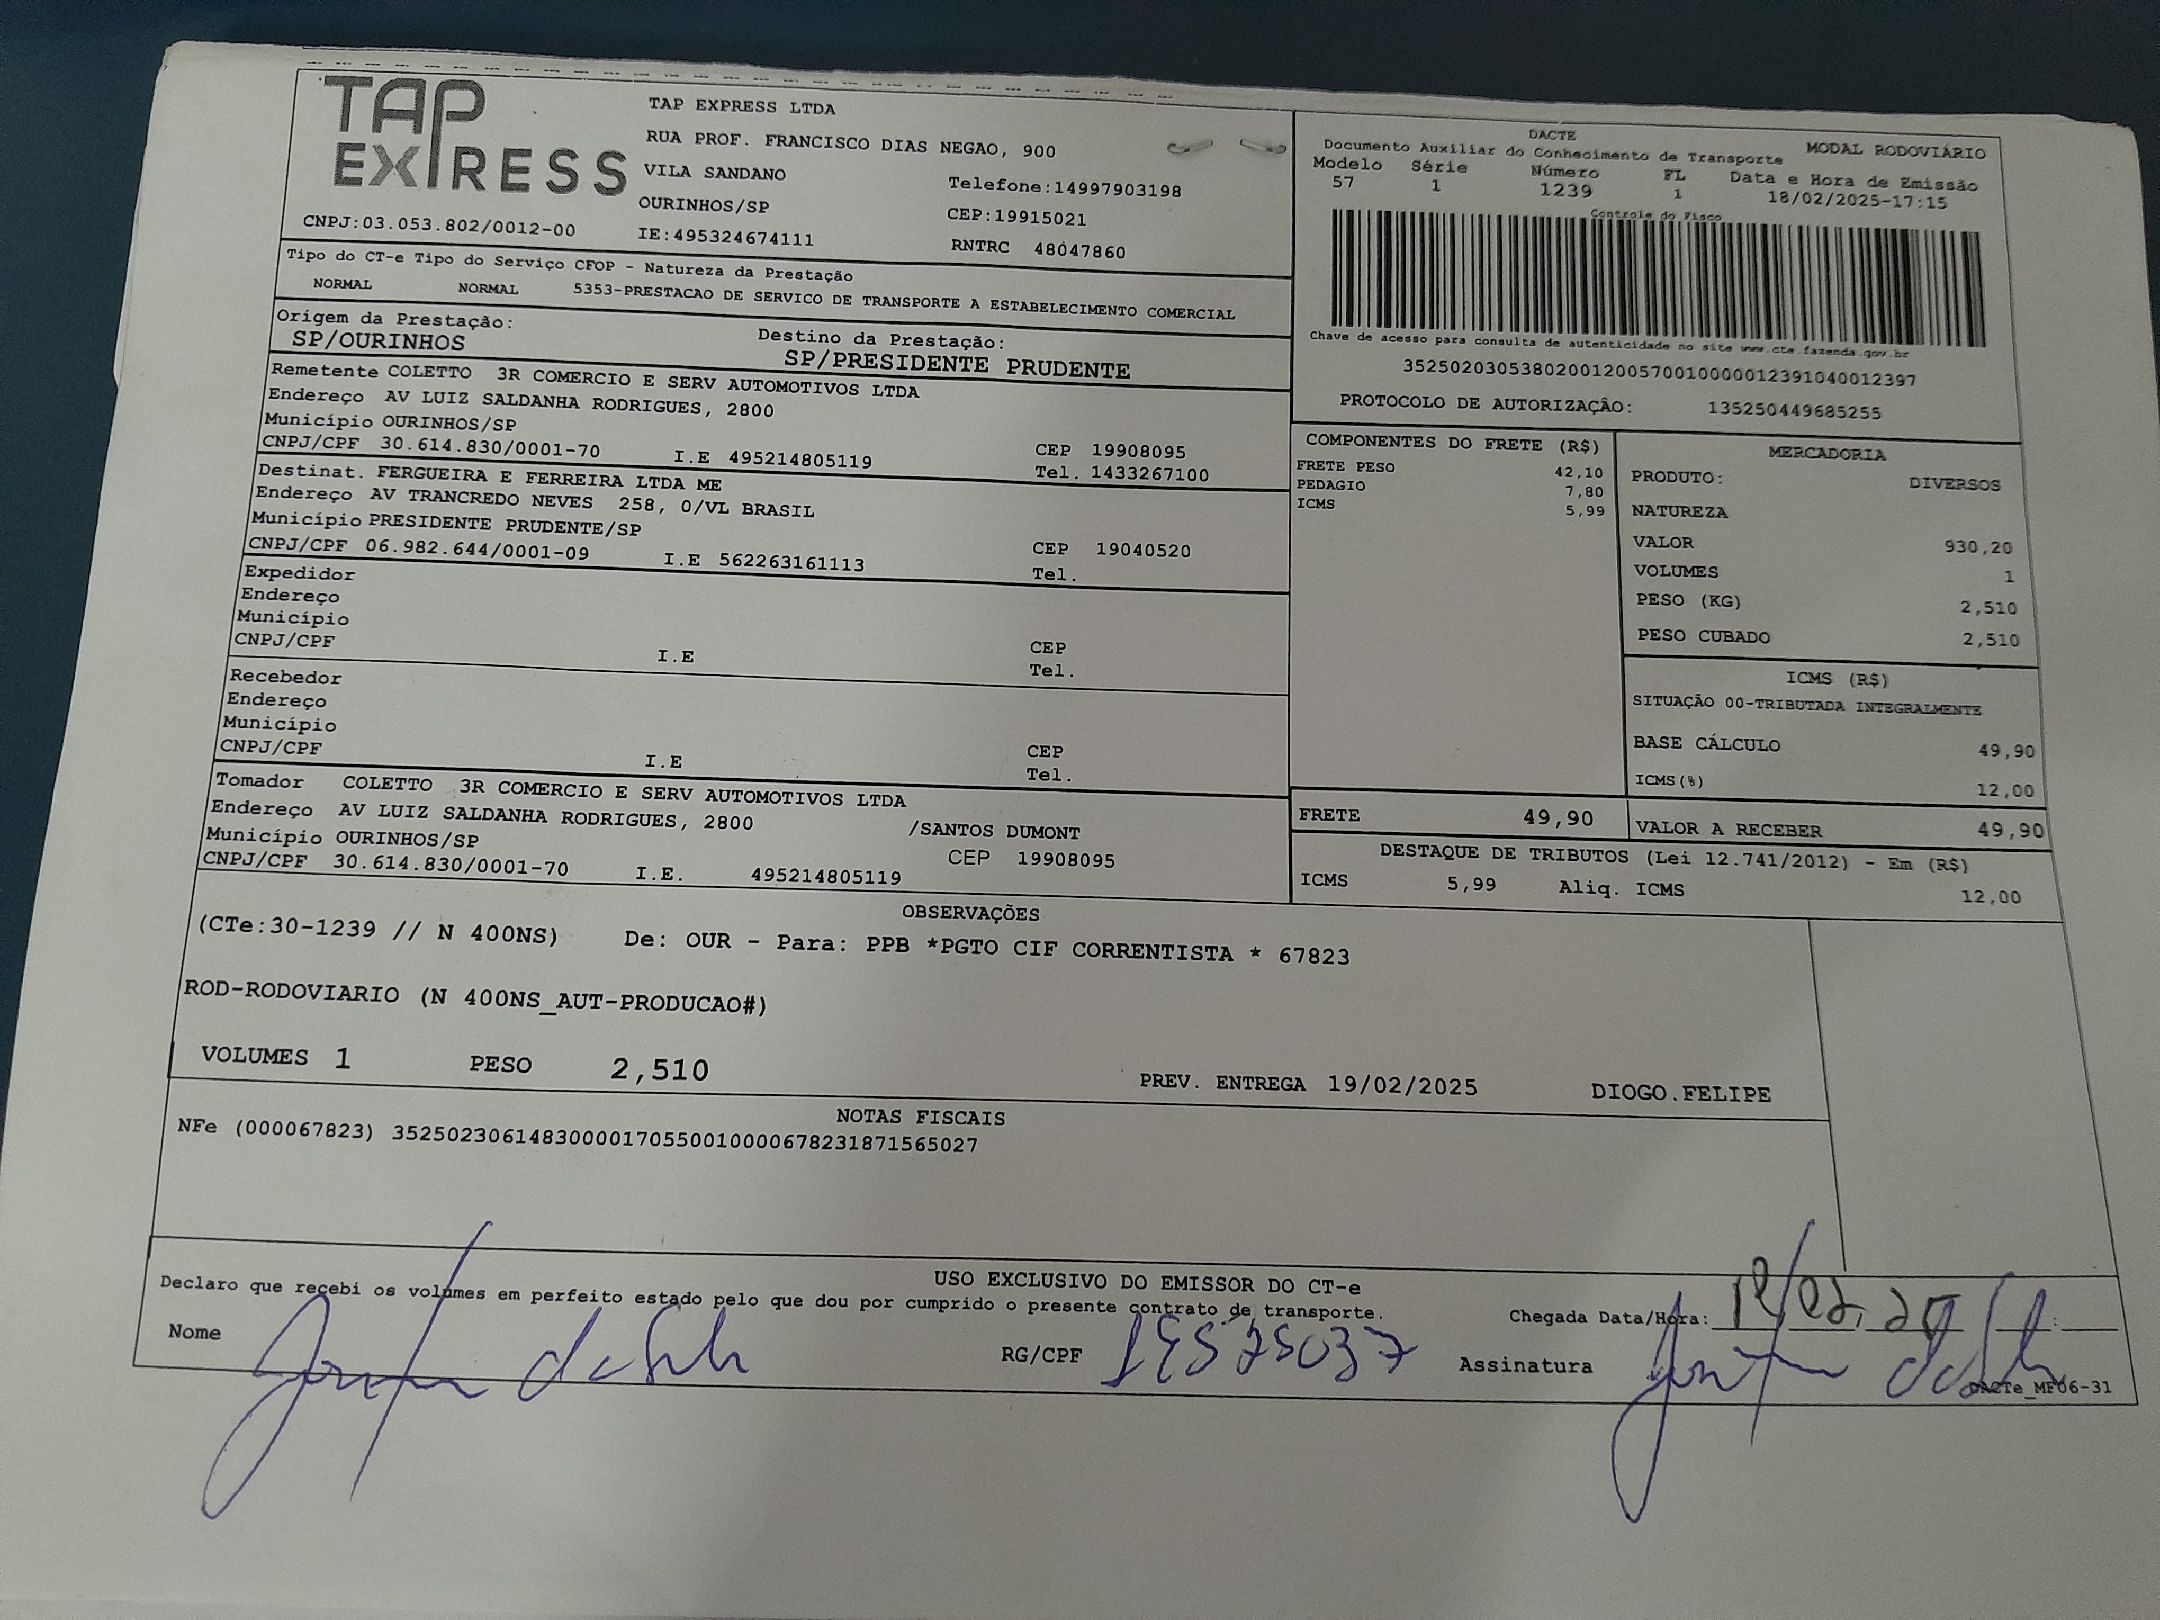 TAP EXPRESS
TAP EXPRESS LTDA
RUA PROF. FRANCISCO DIAS NEGAO, 900
VILA SANDANO
Telefone:14997903198
OURINHOS/SP
CEP:19915021
CNPJ:03.053.802/0012-00
IE:495324674111
RNTRC 48047860
DACTE
Documento Auxiliar do Conhecimento de Transporte
MODAL RODOVIÁRIO
Modelo Série Número FL Data e Hora de Emissão
57 1 1239 1 18/02/2025-17:15
Controle do Fisco
Chave de acesso para consulta de autenticidade no site www.cte.fazenda.gov.br
35250203053802001200570010000012391040012397
PROTOCOLO DE AUTORIZAÇÃO: 135250449685255
Tipo do CT-e Tipo do Serviço CFOP - Natureza da Prestação
NORMAL NORMAL 5353-PRESTACAO DE SERVICO DE TRANSPORTE A ESTABELECIMENTO COMERCIAL
Origem da Prestação: Destino da Prestação:
SP/OURINHOS SP/PRESIDENTE PRUDENTE
Remetente COLETTO 3R COMERCIO E SERV AUTOMOTIVOS LTDA
Endereço AV LUIZ SALDANHA RODRIGUES, 2800
Município OURINHOS/SP CEP 19908095
CNPJ/CPF 30.614.830/0001-70 I.E 495214805119 Tel. 1433267100
Destinat. FERGUEIRA E FERREIRA LTDA ME
Endereço AV TRANCREDO NEVES 258, 0/VL BRASIL
Município PRESIDENTE PRUDENTE/SP CEP 19040520
CNPJ/CPF 06.982.644/0001-09 I.E 562263161113 Tel.
Expedidor
Endereço
Município CEP
CNPJ/CPF I.E Tel.
Recebedor
Endereço
Município CEP
CNPJ/CPF I.E Tel.
Tomador COLETTO 3R COMERCIO E SERV AUTOMOTIVOS LTDA
Endereço AV LUIZ SALDANHA RODRIGUES, 2800 /SANTOS DUMONT
Município OURINHOS/SP CEP 19908095
CNPJ/CPF 30.614.830/0001-70 I.E. 495214805119
COMPONENTES DO FRETE (R$)
FRETE PESO 42,10
PEDAGIO 7,80
ICMS 5,99
MERCADORIA
PRODUTO: DIVERSOS
NATUREZA
VALOR 930,20
VOLUMES 1
PESO (KG) 2,510
PESO CUBADO 2,510
ICMS (R$)
SITUAÇÃO 00-TRIBUTADA INTEGRALMENTE
BASE CÁLCULO 49,90
ICMS(%) 12,00
FRETE 49,90 VALOR A RECEBER 49,90
DESTAQUE DE TRIBUTOS (Lei 12.741/2012) - Em (R$)
ICMS 5,99 Aliq. ICMS 12,00
OBSERVAÇÕES
(CTe:30-1239 // N 400NS) De: OUR - Para: PPB *PGTO CIF CORRENTISTA * 67823
ROD-RODOVIARIO (N 400NS_AUT-PRODUCAO#)
VOLUMES 1 PESO 2,510 PREV. ENTREGA 19/02/2025 DIOGO.FELIPE
NOTAS FISCAIS
NFe (000067823) 35250230614830000170550010000678231871565027
USO EXCLUSIVO DO EMISSOR DO CT-e
Declaro que recebi os volumes em perfeito estado pelo que dou por cumprido o presente contrato de transporte.
Chegada Data/Hora:
Nome RG/CPF Assinatura
DACTe_MF06-31